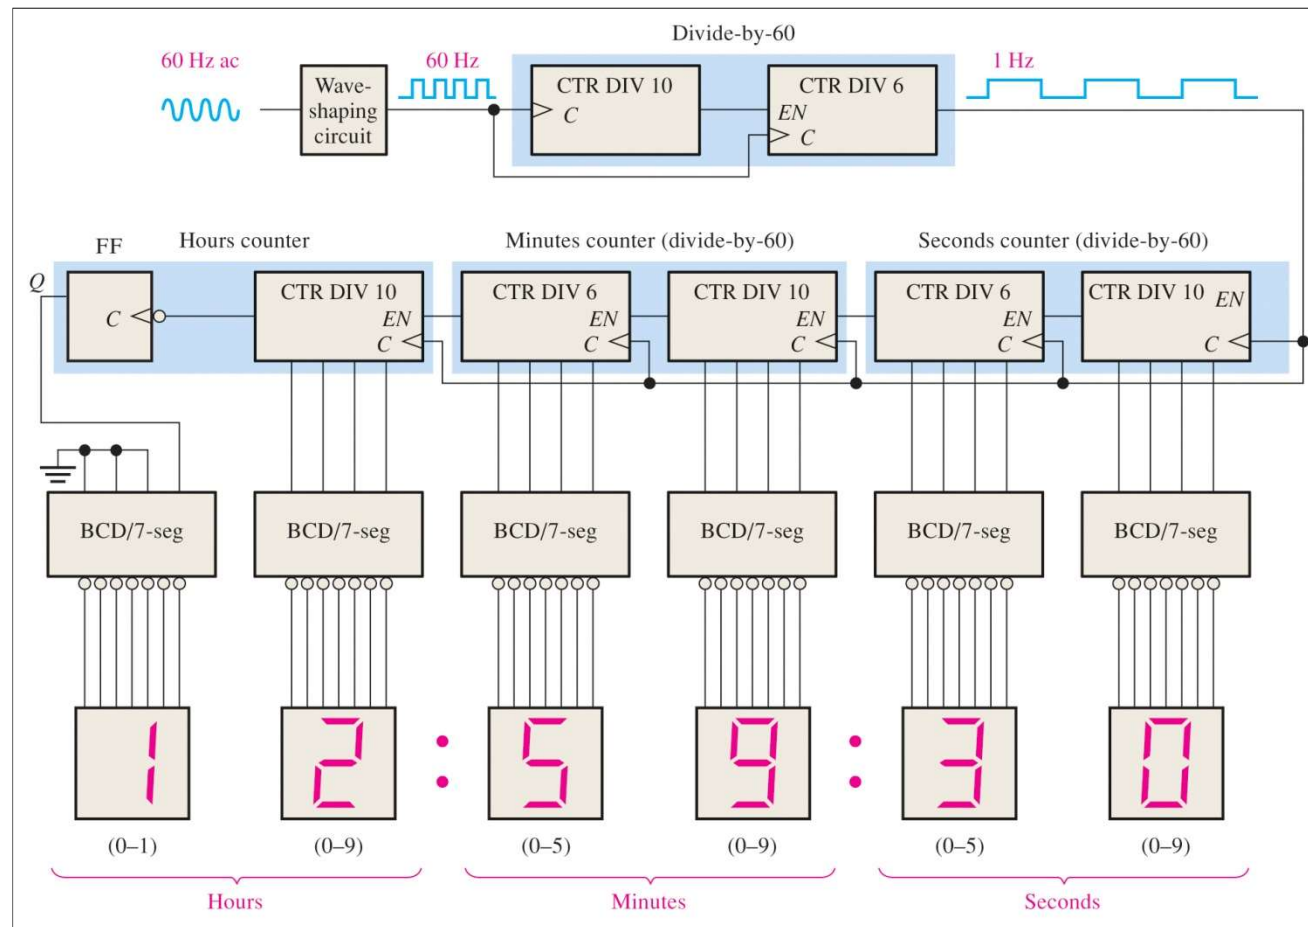 Divide-by-60
60 Hz ac
Wave-
shaping
circuit
60 Hz
CTR DIV 10
C
CTR DIV 6
EN
C
1 Hz
FF
Hours counter
Minutes counter (divide-by-60)
Seconds counter (divide-by-60)
Q
C
CTR DIV 10
EN
C
CTR DIV 6
EN
C
CTR DIV 10
EN
C
CTR DIV 6
EN
C
CTR DIV 10
EN
C
BCD/7-seg
BCD/7-seg
BCD/7-seg
BCD/7-seg
BCD/7-seg
BCD/7-seg
1 2 : 5 9 : 3 0
(0–1)
(0–9)
(0–5)
(0–9)
(0–5)
(0–9)
Hours
Minutes
Seconds